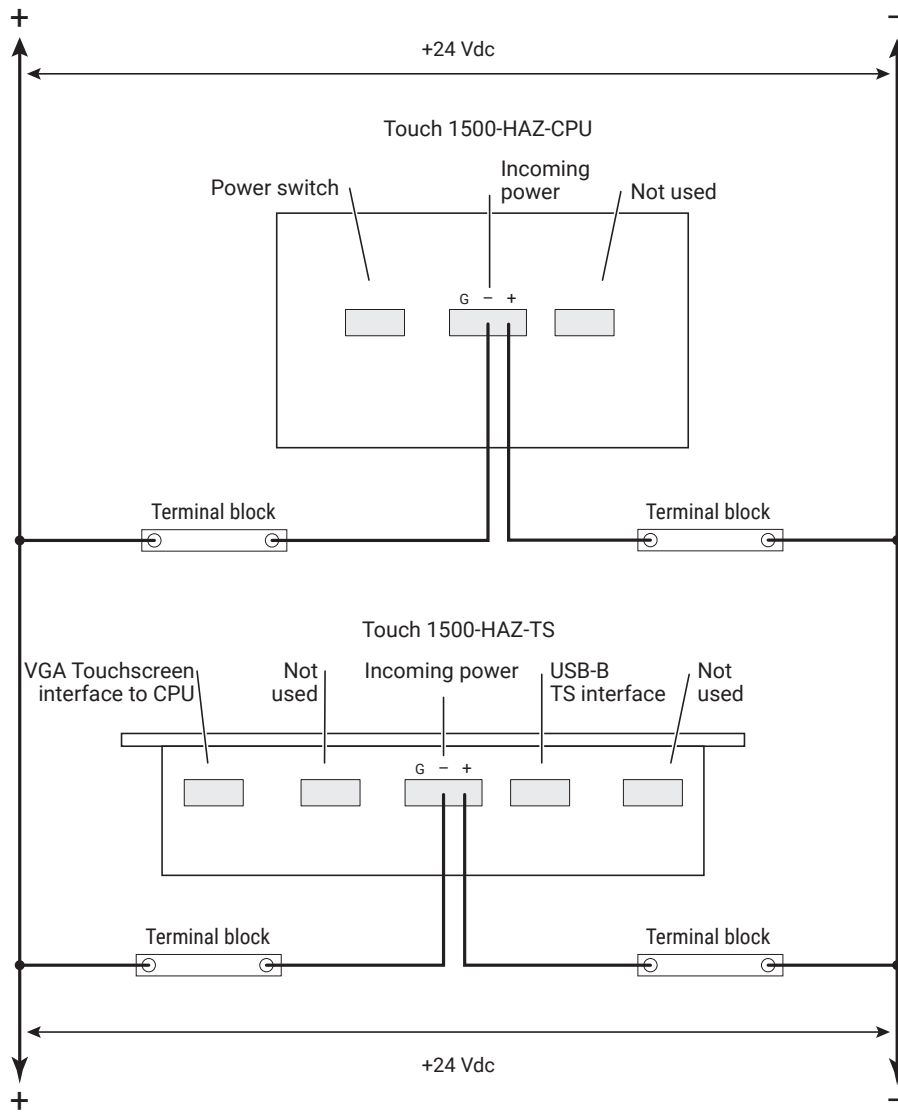 + −
+24 Vdc
Touch 1500-HAZ-CPU
Power switch
Incoming
power
Not used
G − +
Terminal block
Terminal block
Touch 1500-HAZ-TS
VGA Touchscreen
interface to CPU
Not
used
Incoming power
USB-B
TS interface
Not
used
G − +
Terminal block
Terminal block
+24 Vdc
+ −